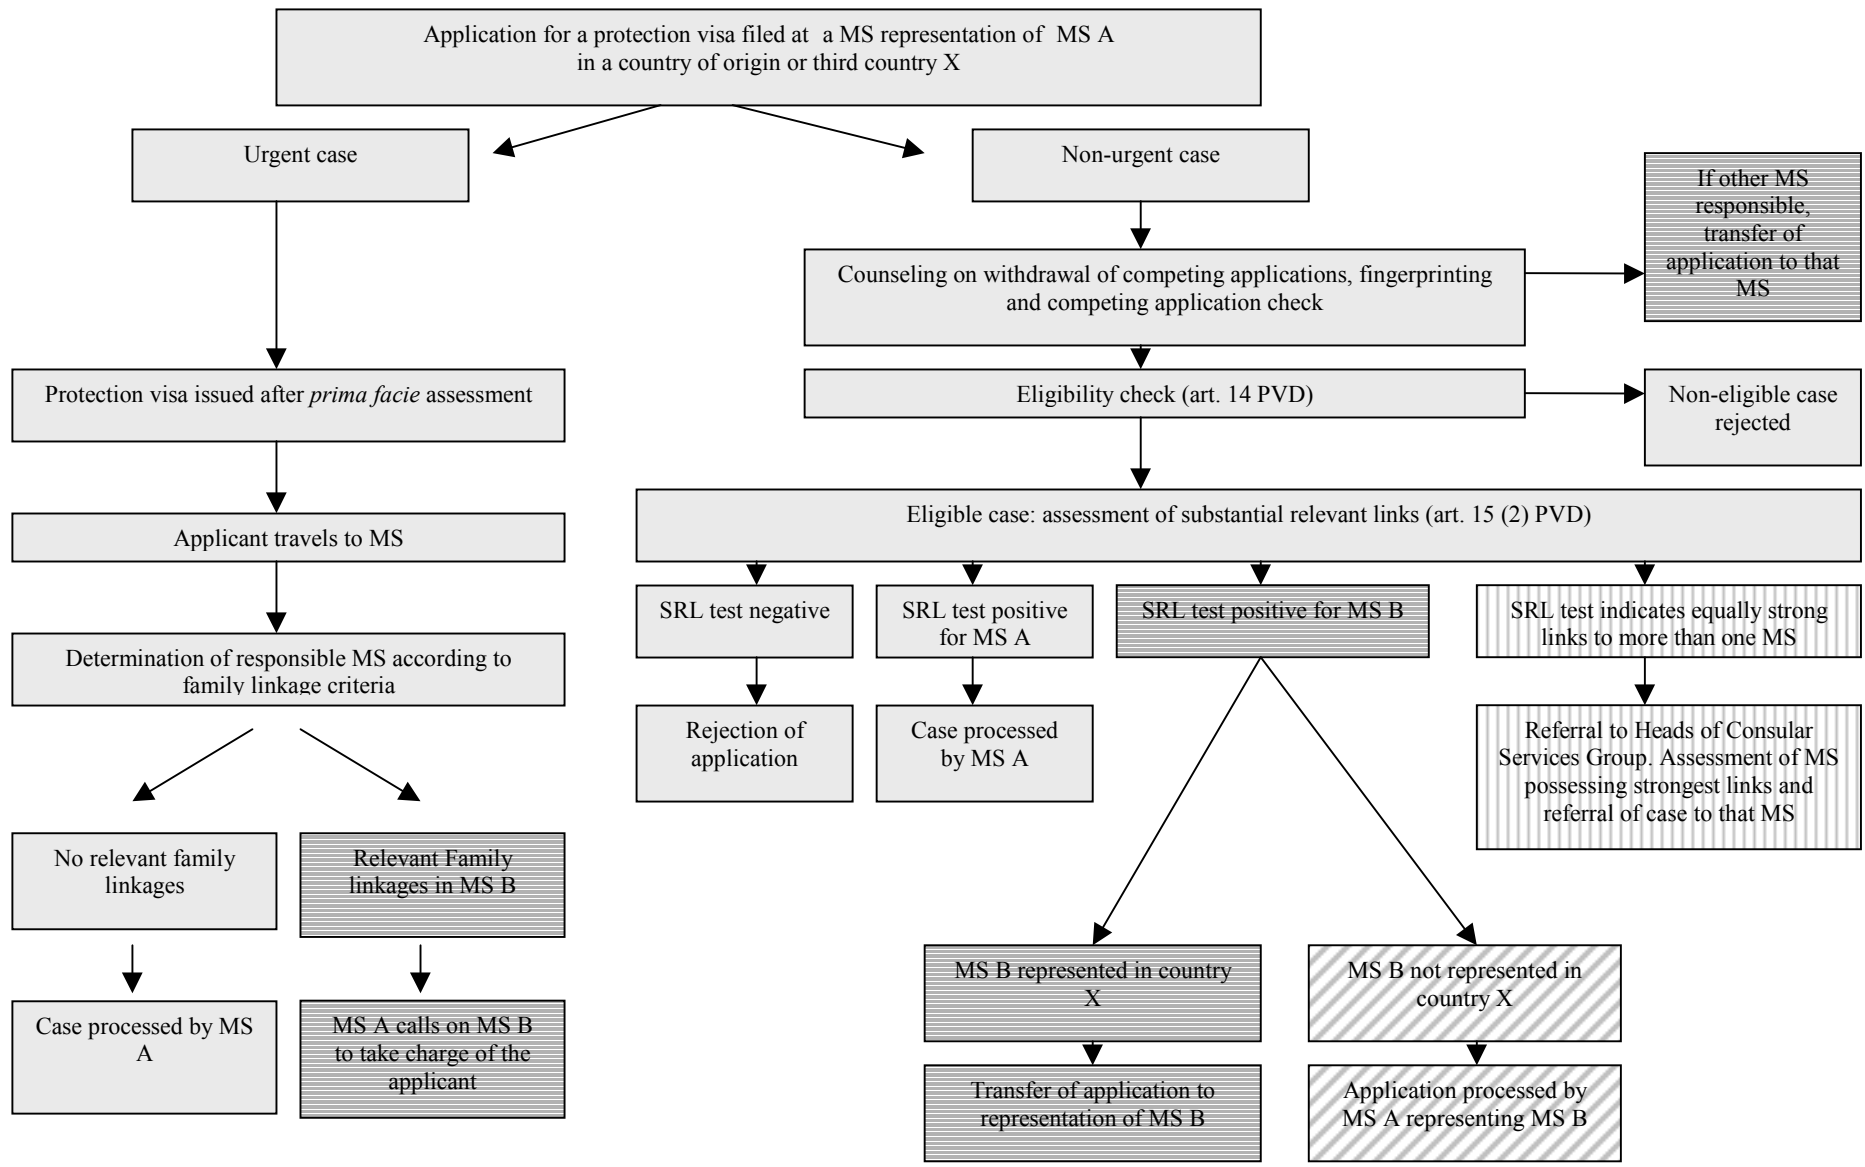 Application for a protection visa filed at a MS representation of MS A
in a country of origin or third country X
Urgent case
Non-urgent case
If other MS
responsible,
transfer of
application to that
MS
Counseling on withdrawal of competing applications, fingerprinting
and competing application check
Protection visa issued after prima facie assessment
Eligibility check (art. 14 PVD)
Non-eligible case
rejected
Eligible case: assessment of substantial relevant links (art. 15 (2) PVD)
Applicant travels to MS
SRL test negative
SRL test positive
for MS A
SRL test positive for MS B
SRL test indicates equally strong
links to more than one MS
Determination of responsible MS according to
family linkage criteria
Rejection of
application
Case processed
by MS A
Referral to Heads of Consular
Services Group. Assessment of MS
possessing strongest links and
referral of case to that MS
No relevant family
linkages
Relevant Family
linkages in MS B
MS B represented in country
X
MS B not represented in
country X
Case processed by MS
A
MS A calls on MS B
to take charge of the
applicant
Transfer of application to
representation of MS B
Application processed by
MS A representing MS B